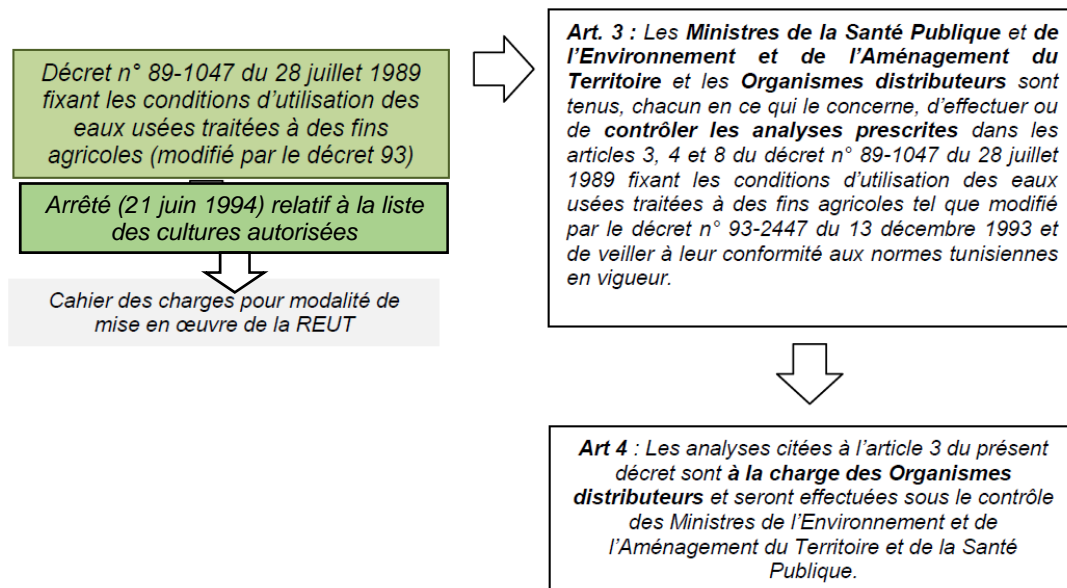 Décret n° 89-1047 du 28 juillet 1989
fixant les conditions d'utilisation des
eaux usées traitées à des fins
agricoles (modifié par le décret 93)
Arrêté (21 juin 1994) relatif à la liste
des cultures autorisées
Cahier des charges pour modalité de
mise en œuvre de la REUT
Art. 3 : Les Ministres de la Santé Publique et de
l'Environnement et de l'Aménagement du
Territoire et les Organismes distributeurs sont
tenus, chacun en ce qui le concerne, d'effectuer ou
de contrôler les analyses prescrites dans les
articles 3, 4 et 8 du décret n° 89-1047 du 28 juillet
1989 fixant les conditions d'utilisation des eaux
usées traitées à des fins agricoles tel que modifié
par le décret n° 93-2447 du 13 décembre 1993 et
de veiller à leur conformité aux normes tunisiennes
en vigueur.
Art 4 : Les analyses citées à l'article 3 du présent
décret sont à la charge des Organismes
distributeurs et seront effectuées sous le contrôle
des Ministres de l'Environnement et de
l'Aménagement du Territoire et de la Santé
Publique.